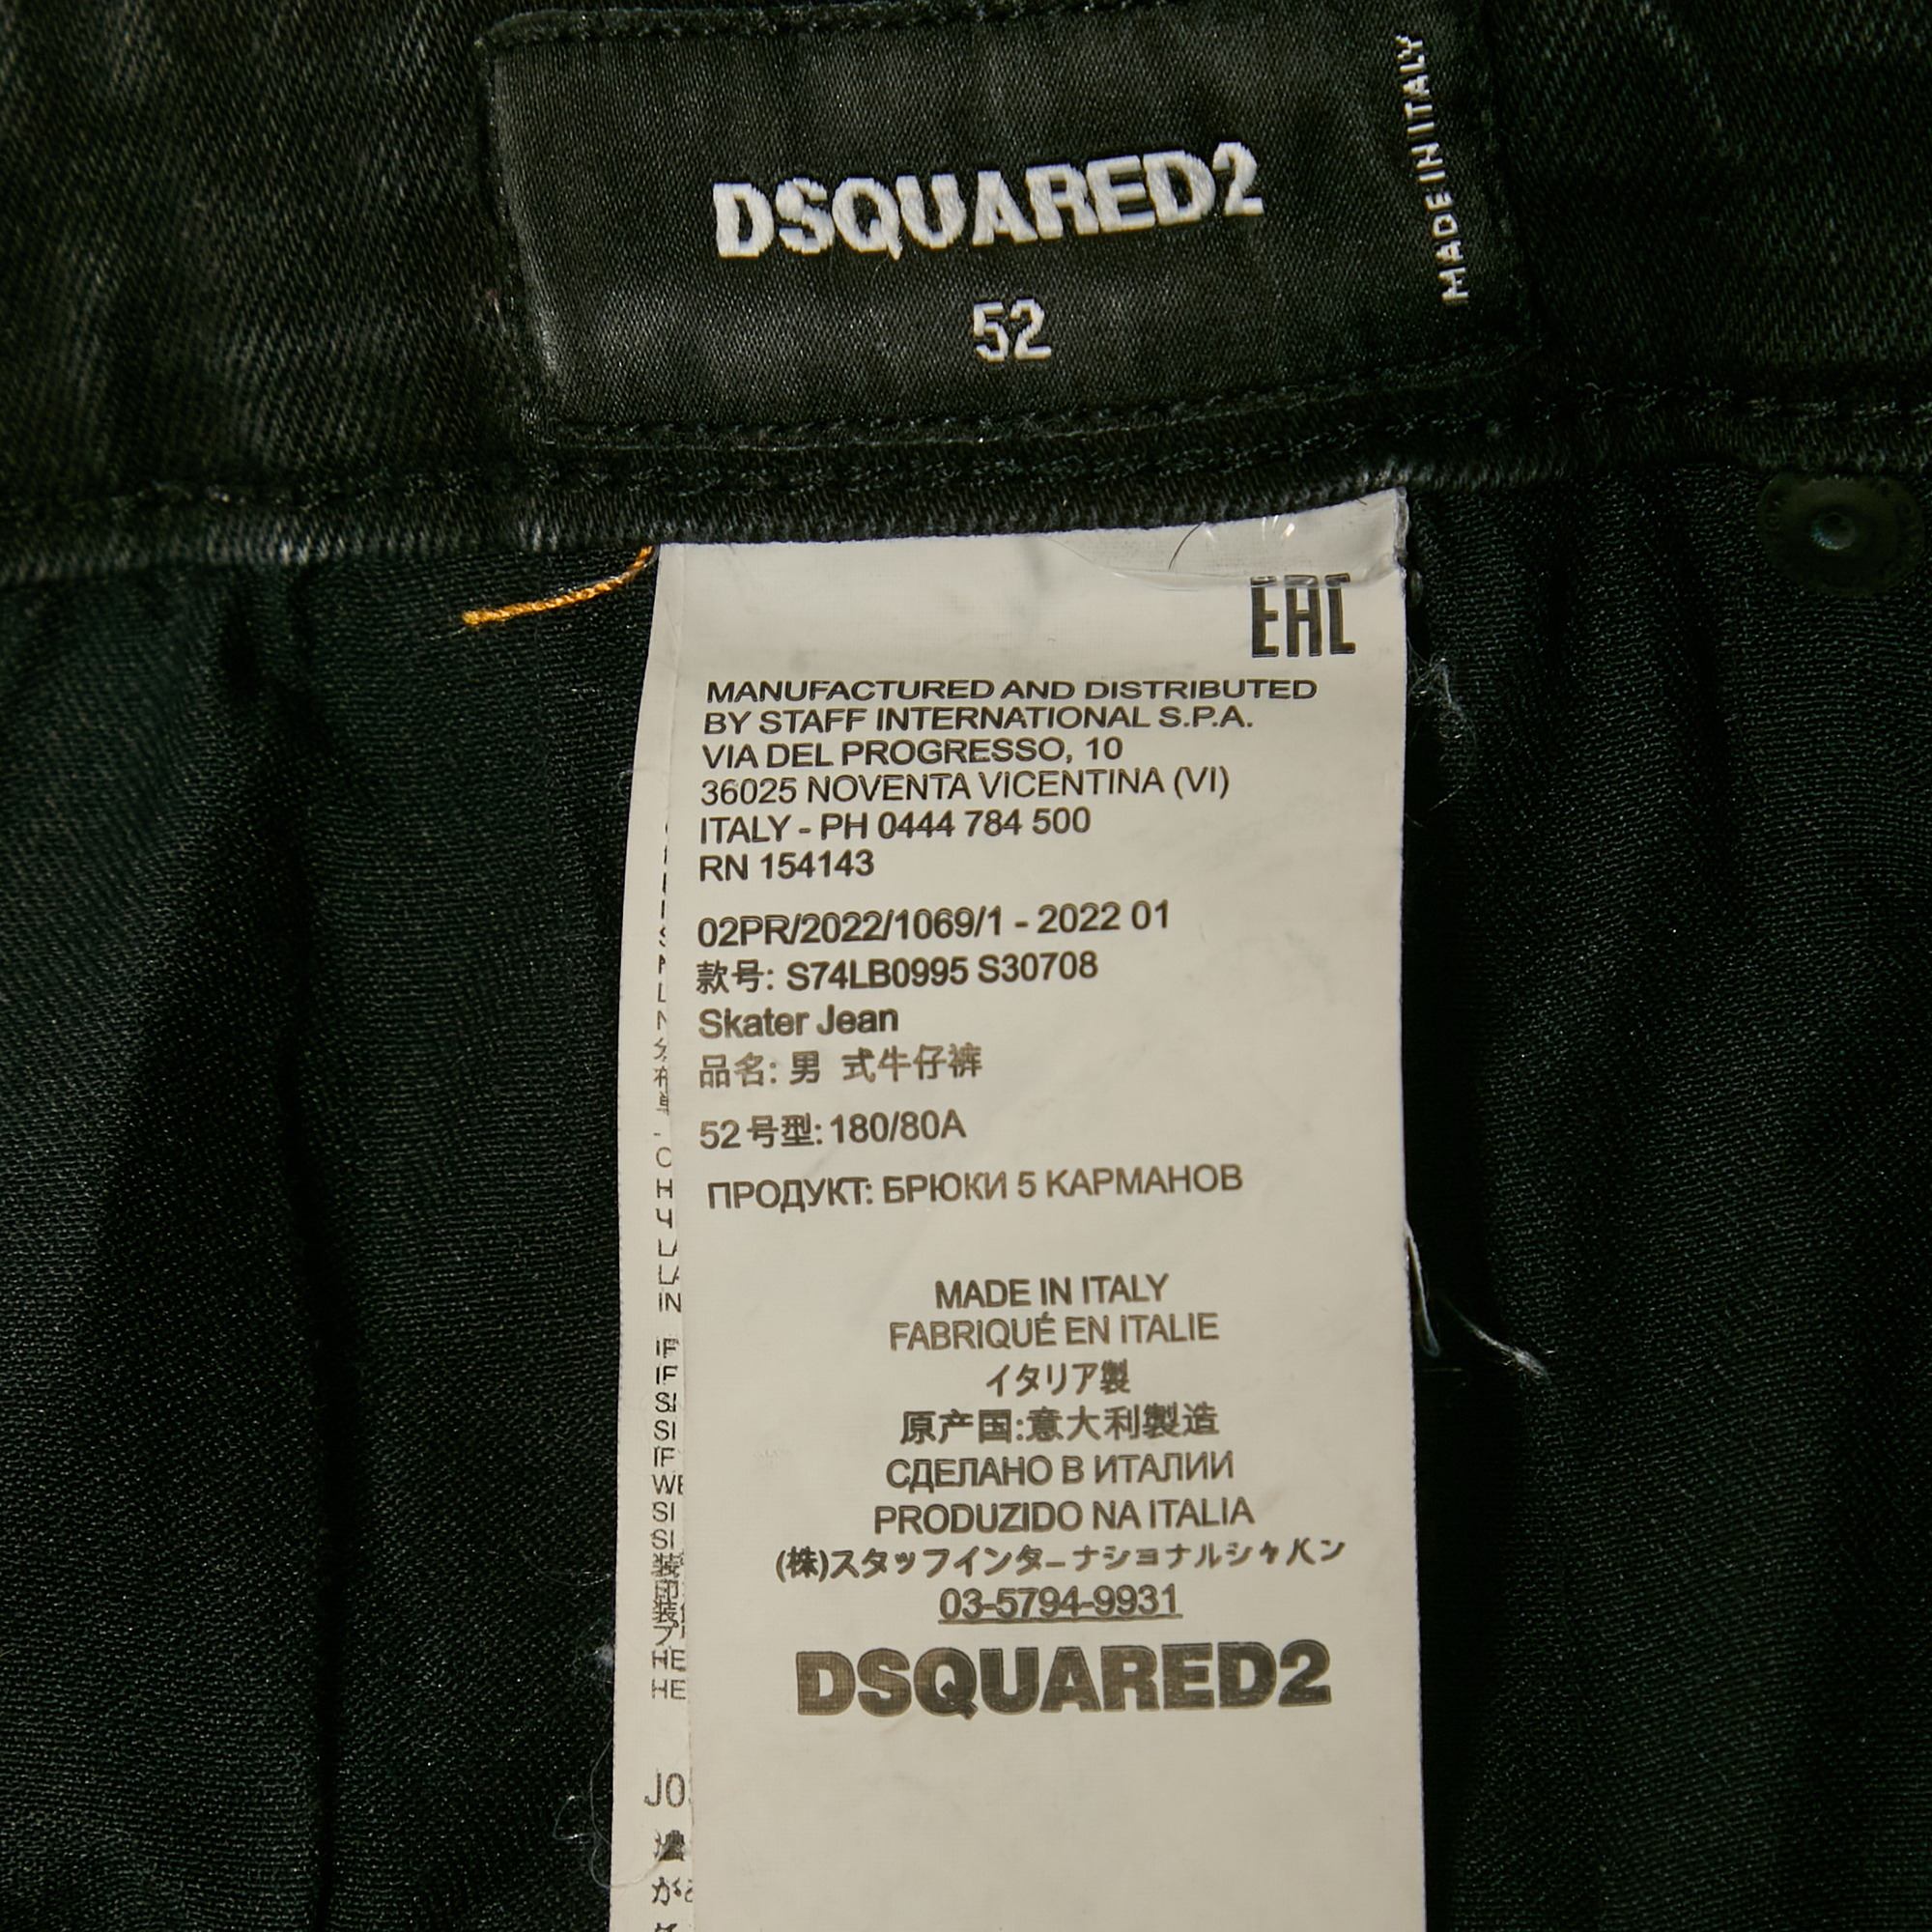 DSQUARED2
52
MADE IN ITALY
EAC
MANUFACTURED AND DISTRIBUTED
BY STAFF INTERNATIONAL S.P.A.
VIA DEL PROGRESSO, 10
36025 NOVENTA VICENTINA (VI)
ITALY - PH 0444 784 500
RN 154143
02PR/2022/1069/1 - 2022 01
款号: S74LB0995 S30708
Skater Jean
品名: 男 式牛仔裤
52号型: 180/80A
ПРОДУКТ: БРЮКИ 5 КАРМАНОВ
MADE IN ITALY
FABRIQUÉ EN ITALIE
イタリア製
原产国:意大利製造
СДЕЛАНО В ИТАЛИИ
PRODUZIDO NA ITALIA
(株)スタッフインターナショナルジャパン
03-5794-9931
DSQUARED2